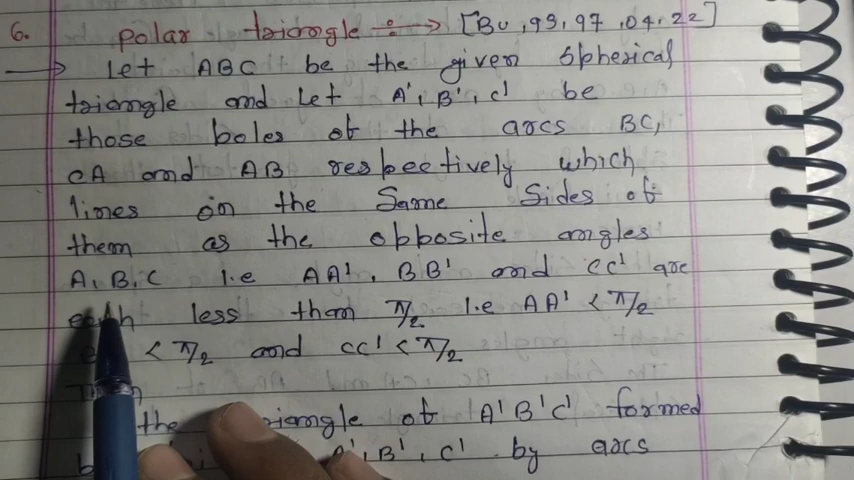 6. Polar triangle ÷→ [BU, 93, 97, 04, 22]
→ Let ABC be the given spherical
triangle and Let A', B', C' be
those poles of the arcs BC,
CA and AB respectively which
lines on the Same Sides of
them as the opposite angles
A, B, C I.e AA', BB' and CC' are
each less than π/2 I.e AA' < π/2
< π/2 and CC' < π/2
the triangle of A'B'C' formed
A', B', C' by arcs